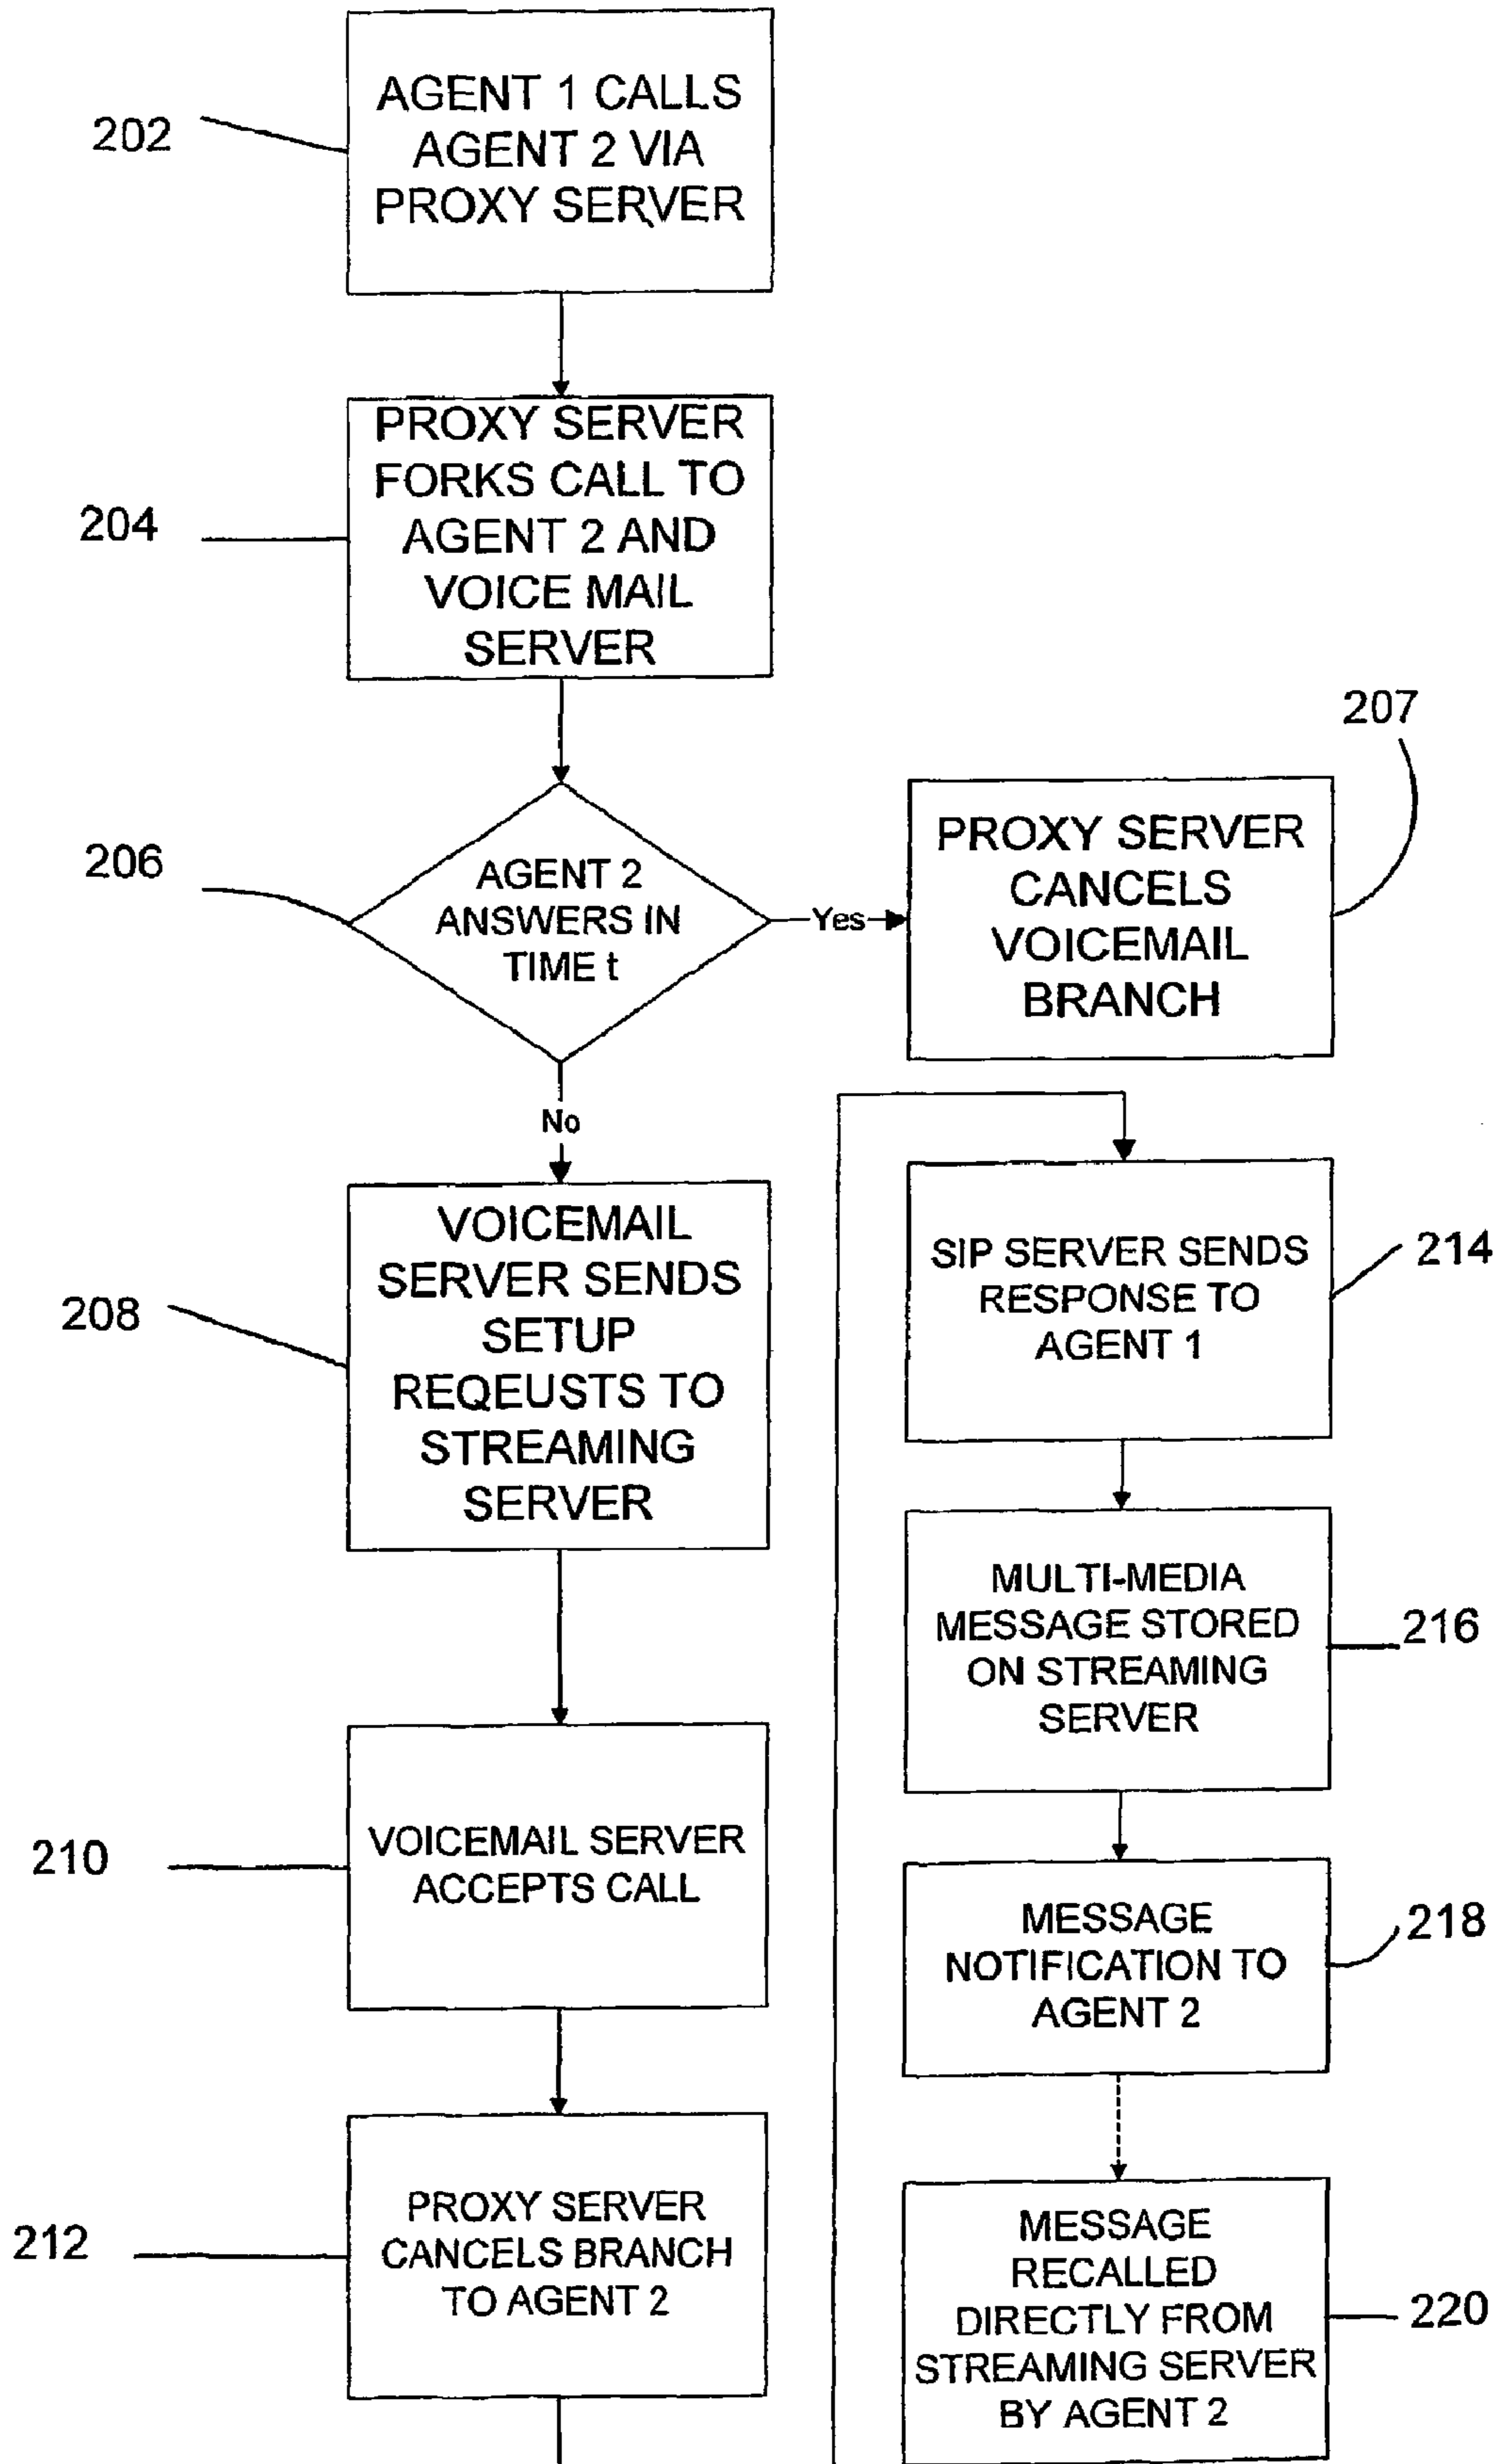 202
AGENT 1 CALLS
AGENT 2 VIA
PROXY SERVER
204
PROXY SERVER
FORKS CALL TO
AGENT 2 AND
VOICE MAIL
SERVER
206
AGENT 2
ANSWERS IN
TIME t
Yes
207
PROXY SERVER
CANCELS
VOICEMAIL
BRANCH
No
208
VOICEMAIL
SERVER SENDS
SETUP
REQEUSTS TO
STREAMING
SERVER
210
VOICEMAIL SERVER
ACCEPTS CALL
212
PROXY SERVER
CANCELS BRANCH
TO AGENT 2
SIP SERVER SENDS
RESPONSE TO
AGENT 1
214
MULTI-MEDIA
MESSAGE STORED
ON STREAMING
SERVER
216
MESSAGE
NOTIFICATION TO
AGENT 2
218
MESSAGE
RECALLED
DIRECTLY FROM
STREAMING SERVER
BY AGENT 2
220